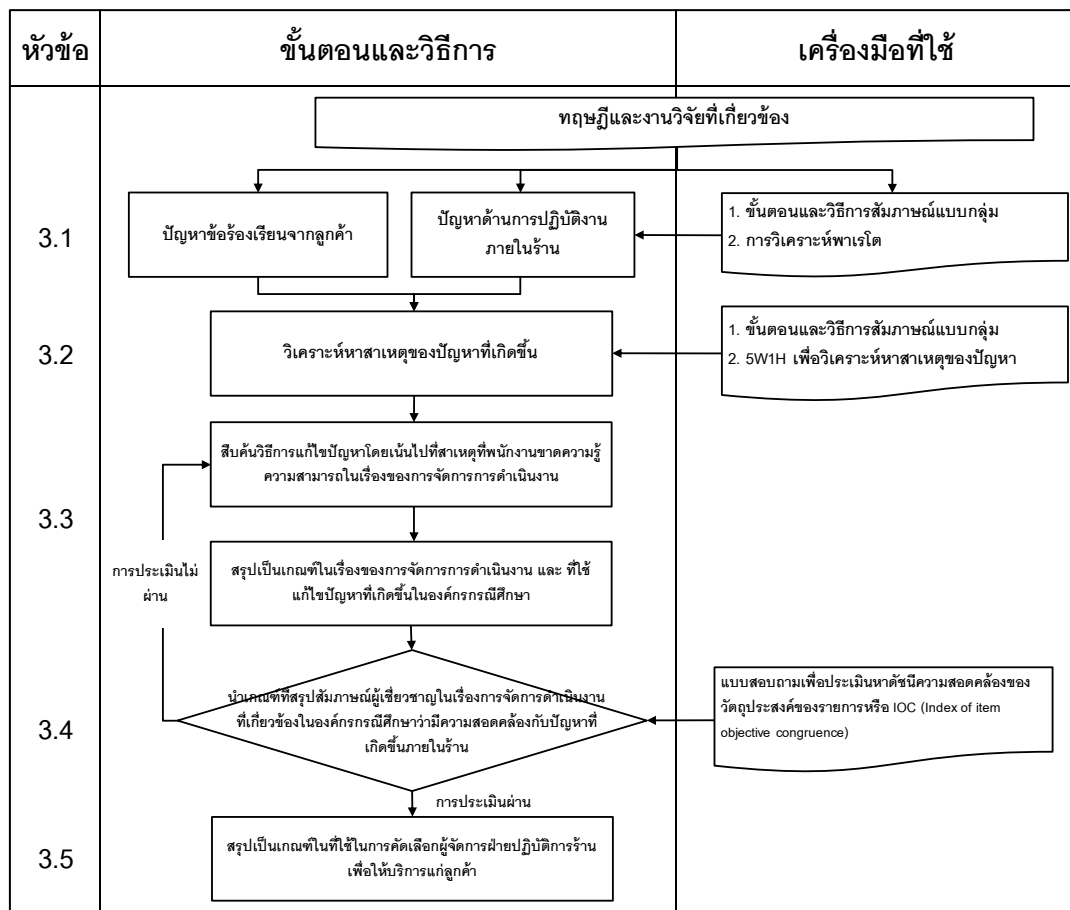 หัวข้อ
ขั้นตอนและวิธีการ
เครื่องมือที่ใช้
ทฤษฎีและงานวิจัยที่เกี่ยวข้อง
3.1
ปัญหาข้อร้องเรียนจากลูกค้า
ปัญหาด้านการปฏิบัติงาน
ภายในร้าน
1. ขั้นตอนและวิธีการสัมภาษณ์แบบกลุ่ม
2. การวิเคราะห์พาเรโต
3.2
วิเคราะห์หาสาเหตุของปัญหาที่เกิดขึ้น
1. ขั้นตอนและวิธีการสัมภาษณ์แบบกลุ่ม
2. 5W1H เพื่อวิเคราะห์หาสาเหตุของปัญหา
3.3
สืบค้นวิธีการแก้ไขปัญหาโดยเน้นไปที่สาเหตุที่พนักงานขาดความรู้
ความสามารถในเรื่องของการจัดการการดำเนินงาน
การประเมินไม่
ผ่าน
สรุปเป็นเกณฑ์ในเรื่องของการจัดการการดำเนินงาน และ ที่ใช้
แก้ไขปัญหาที่เกิดขึ้นในองค์กรกรณีศึกษา
3.4
นำเกณฑ์ที่สรุปสัมภาษณ์ผู้เชี่ยวชาญในเรื่องการจัดการดำเนินงาน
ที่เกี่ยวข้องในองค์กรกรณีศึกษาว่ามีความสอดคล้องกับปัญหาที่
เกิดขึ้นภายในร้าน
แบบสอบถามเพื่อประเมินหาดัชนีความสอดคล้องของ
วัตถุประสงค์ของรายการหรือ IOC (Index of item
objective congruence)
การประเมินผ่าน
3.5
สรุปเป็นเกณฑ์ในที่ใช้ในการคัดเลือกผู้จัดการฝ่ายปฏิบัติการร้าน
เพื่อให้บริการแก่ลูกค้า